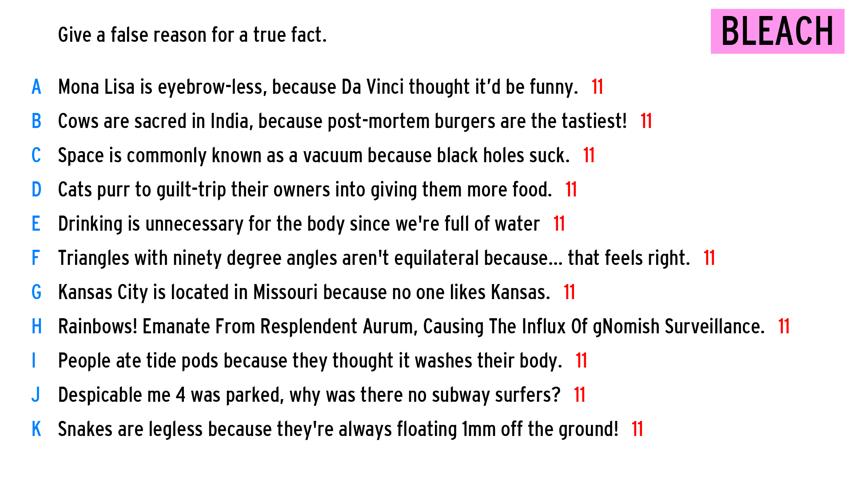 Give a false reason for a true fact.
BLEACH
A Mona Lisa is eyebrow-less, because Da Vinci thought it'd be funny. 11
B Cows are sacred in India, because post-mortem burgers are the tastiest! 11
C Space is commonly known as a vacuum because black holes suck. 11
D Cats purr to guilt-trip their owners into giving them more food. 11
E Drinking is unnecessary for the body since we're full of water 11
F Triangles with ninety degree angles aren't equilateral because... that feels right. 11
G Kansas City is located in Missouri because no one likes Kansas. 11
H Rainbows! Emanate From Resplendent Aurum, Causing The Influx Of gNomish Surveillance. 11
I People ate tide pods because they thought it washes their body. 11
J Despicable me 4 was parked, why was there no subway surfers? 11
K Snakes are legless because they're always floating 1mm off the ground! 11